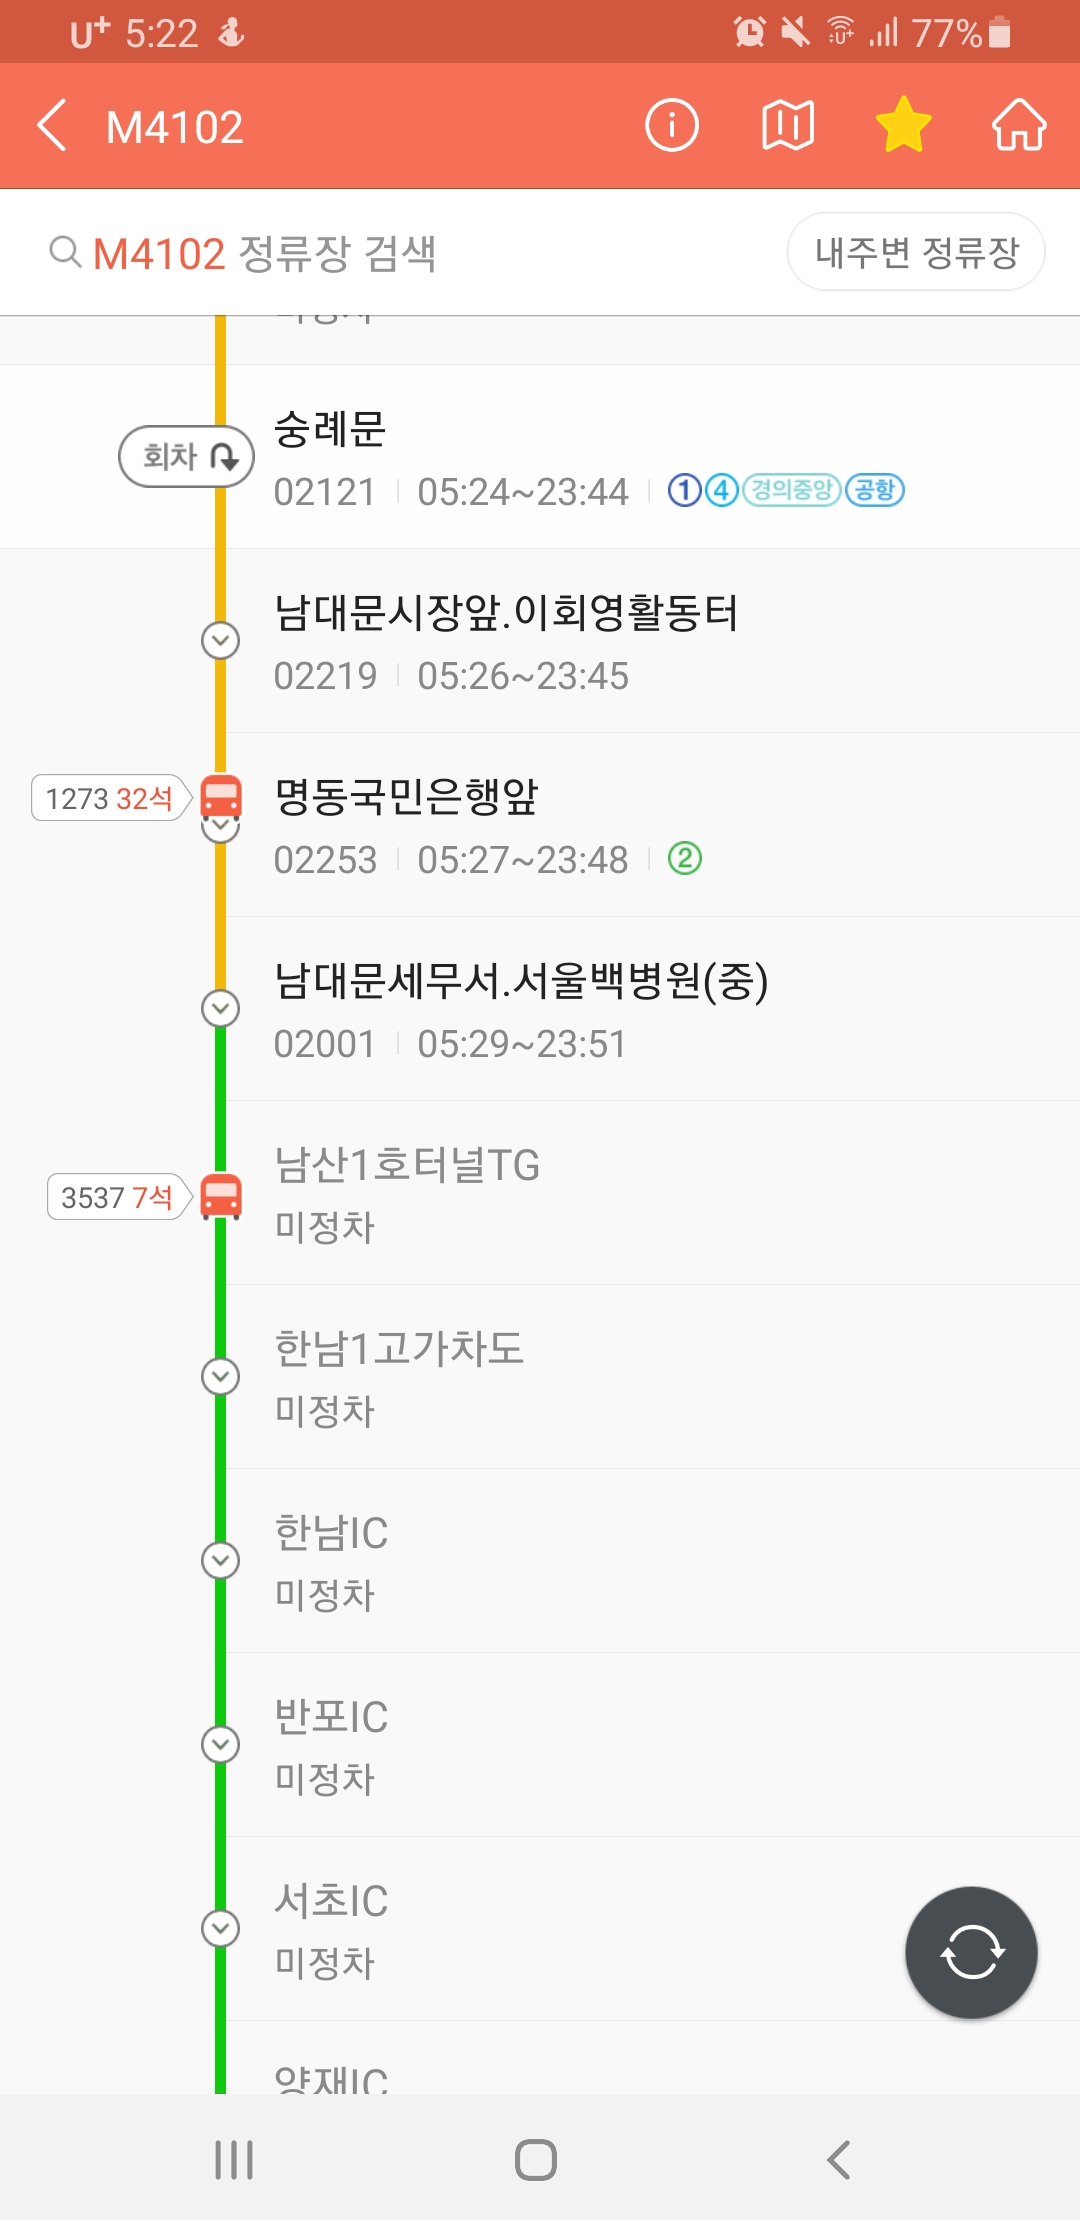 U+ 5:22 U+ 77%
M4102
M4102 정류장 검색 내주변 정류장
회차
숭례문
02121 05:24~23:44 1 4 경의중앙 공항
남대문시장앞.이회영활동터
02219 05:26~23:45
1273 32석
명동국민은행앞
02253 05:27~23:48 2
남대문세무서.서울백병원(중)
02001 05:29~23:51
3537 7석
남산1호터널TG
미정차
한남1고가차도
미정차
한남IC
미정차
반포IC
미정차
서초IC
미정차
양재IC